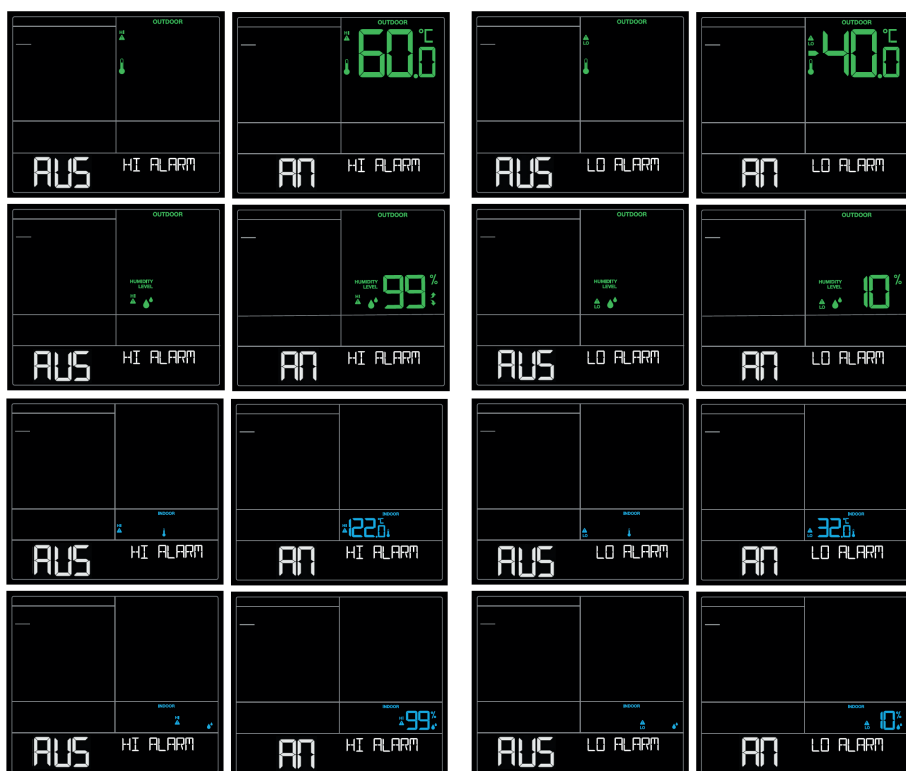 OUTDOOR
HI
AUS HI ALARM
OUTDOOR
HI 60.0 °C
AN HI ALARM
OUTDOOR
LO
AUS LO ALARM
OUTDOOR
LO -40.0 °C
AN LO ALARM
OUTDOOR
HUMIDITY
LEVEL
HI
AUS HI ALARM
OUTDOOR
HUMIDITY
LEVEL
HI 99 %
AN HI ALARM
OUTDOOR
HUMIDITY
LEVEL
LO
AUS LO ALARM
OUTDOOR
HUMIDITY
LEVEL
LO 10 %
AN LO ALARM
INDOOR
HI
AUS HI ALARM
INDOOR
HI 122.0 °C
AN HI ALARM
INDOOR
LO
AUS LO ALARM
INDOOR
LO 32.0 °C
AN LO ALARM
INDOOR
HI
AUS HI ALARM
INDOOR
HI 99 %
AN HI ALARM
INDOOR
LO
AUS LO ALARM
INDOOR
LO 10 %
AN LO ALARM